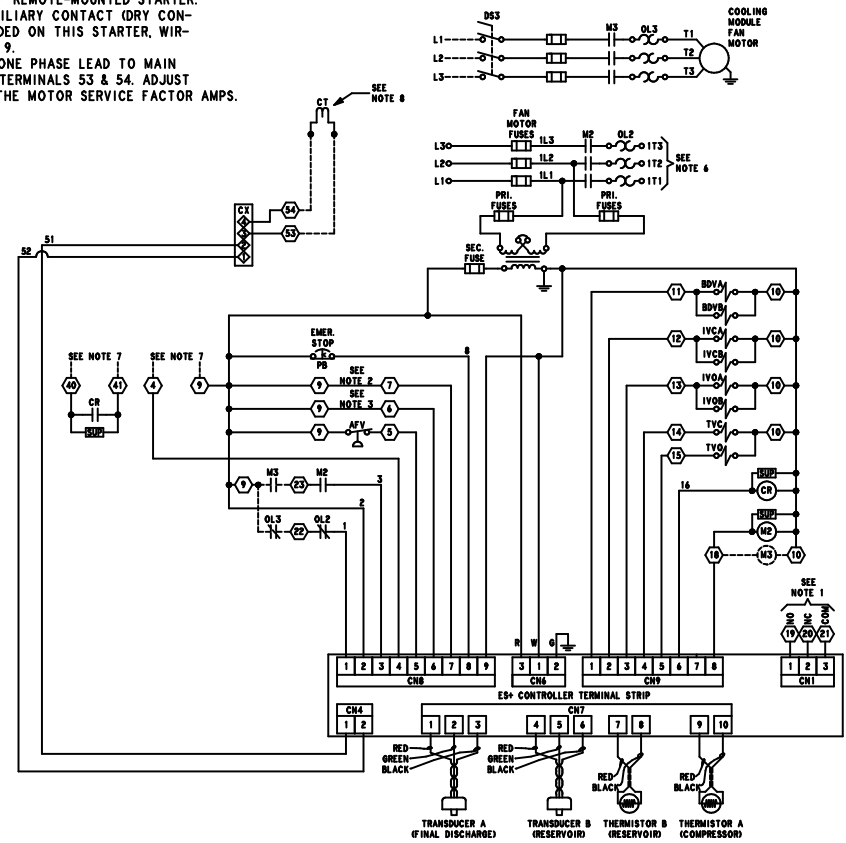 REMOTE-MOUNTED STARTER.
ILIARY CONTACT (DRY CON-
DED ON THIS STARTER, WIR-
9.
ONE PHASE LEAD TO MAIN
TERMINALS 53 & 54. ADJUST
THE MOTOR SERVICE FACTOR AMPS.
DS3
M3
OL3
T1
T2
T3
L1
L2
L3
COOLING
MODULE
FAN
MOTOR
CT
SEE
NOTE 8
FAN
MOTOR
FUSES
L3 1L3 M2 OL2 1T3
L2 1L2 1T2
L1 1L1 1T1
SEE
NOTE 6
PRI.
FUSES
PRI.
FUSES
SEC.
FUSE
CX
4
3
2
1
54
53
51
52
11 BDVA 10
BDVB
12 IVCA 10
IVCB
13 IVOA 10
IVOB
14 TVC 10
15 TVO
SUP
16 CR
SUP
M2
18 M3 10
EMER.
STOP
PB
8
SEE NOTE 7
SEE NOTE 7
40 41 4 9
CR
SUP
SEE
9 NOTE 2 7
SEE
9 NOTE 3 6
9 AFV 5
9 M3 23 M2 3
2
OL3 22 OL2 1
SEE
NOTE 1
NO NC COM
19 20 21
R W G
1 2 3 4 5 6 7 8 9
CN8
3 1 2
CN6
1 2 3 4 5 6 7 8
CN9
1 2 3
CN1
ES+ CONTROLLER TERMINAL STRIP
CN4
1 2
CN7
1 2 3 4 5 6 7 8 9 10
RED
GREEN
BLACK
RED
GREEN
BLACK
RED
BLACK
RED
BLACK
TRANSDUCER A
(FINAL DISCHARGE)
TRANSDUCER B
(RESERVOIR)
THERMISTOR B
(RESERVOIR)
THERMISTOR A
(COMPRESSOR)